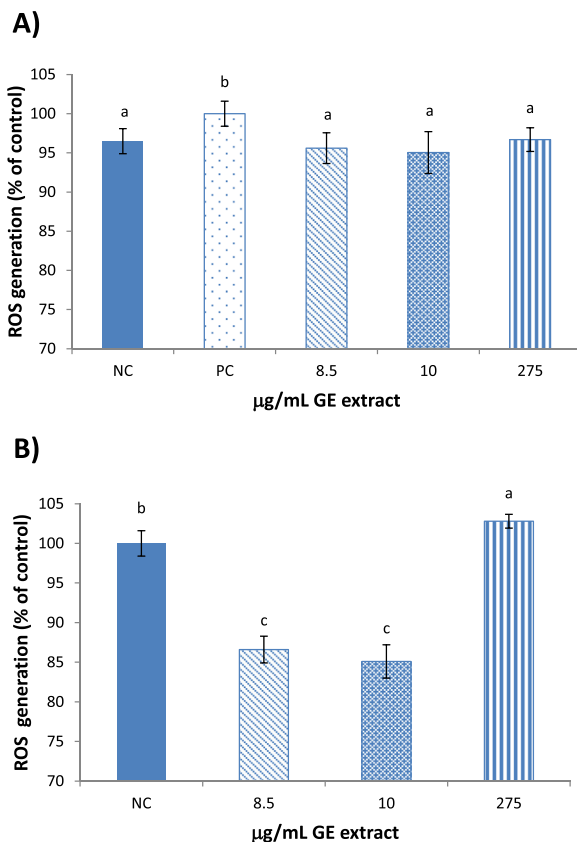 A)
ROS generation (% of control)
105
100
95
90
85
80
75
70
a
b
a
a
a
NC
PC
8.5
10
275
µg/mL GE extract
B)
ROS generation (% of control)
105
100
95
90
85
80
75
70
b
c
c
a
NC
8.5
10
275
µg/mL GE extract